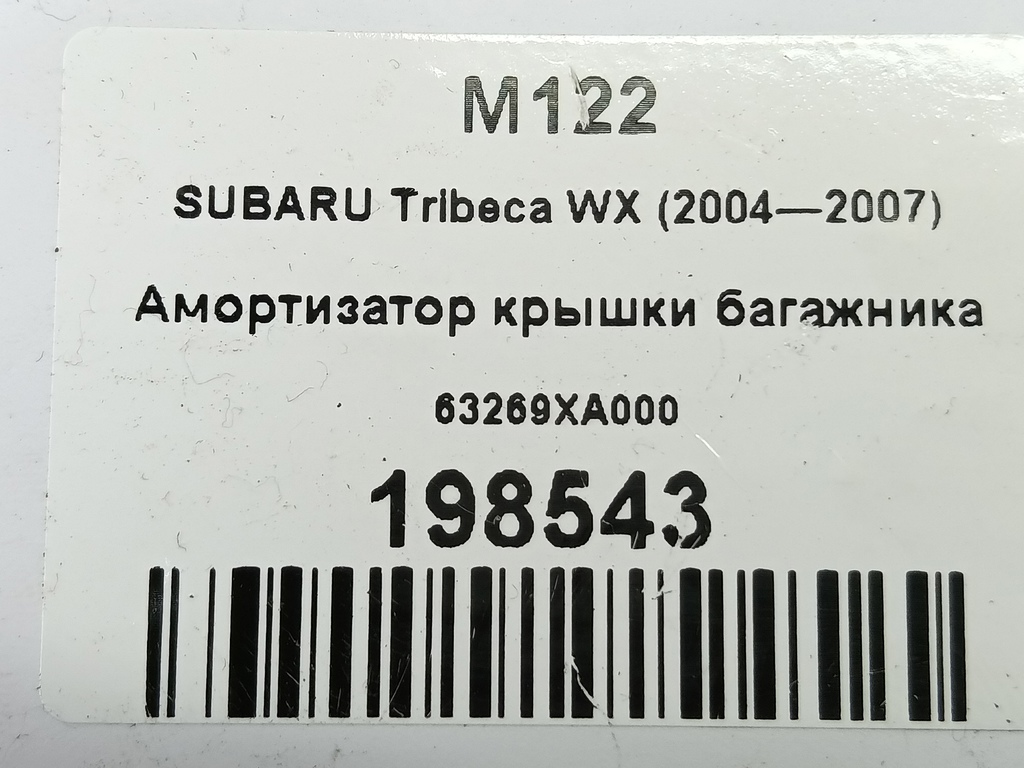 M122
SUBARU Tribeca WX (2004—2007)
Амортизатор крышки багажника
63269XA000
198543